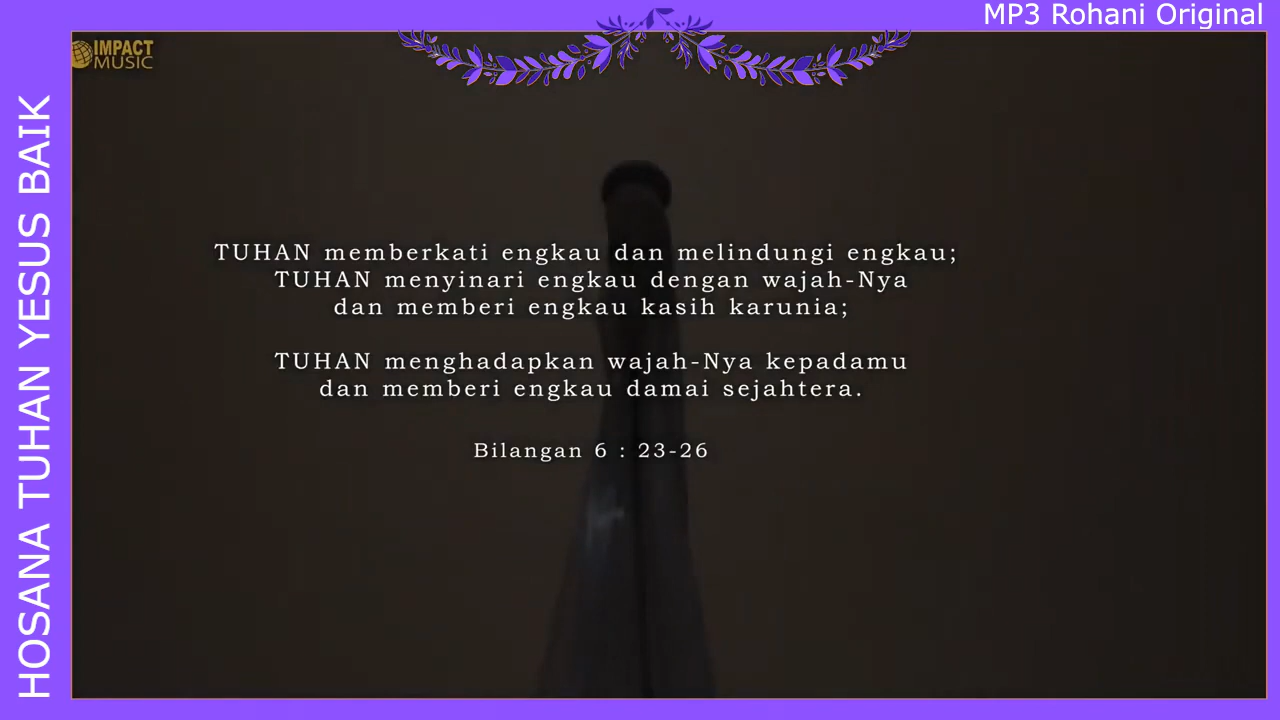 MP3 Rohani Original
IMPACT
MUSIC
HOSANA TUHAN YESUS BAIK
TUHAN memberkati engkau dan melindungi engkau;
TUHAN menyinari engkau dengan wajah-Nya
dan memberi engkau kasih karunia;
TUHAN menghadapkan wajah-Nya kepadamu
dan memberi engkau damai sejahtera.
Bilangan 6 : 23-26